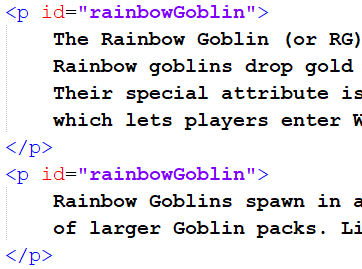 <p id="rainbowGoblin">
The Rainbow Goblin (or RG)
Rainbow goblins drop gold
Their special attribute is
which lets players enter
</p>
<p id="rainbowGoblin">
Rainbow Goblins spawn in a
of larger Goblin packs. Li
</p>